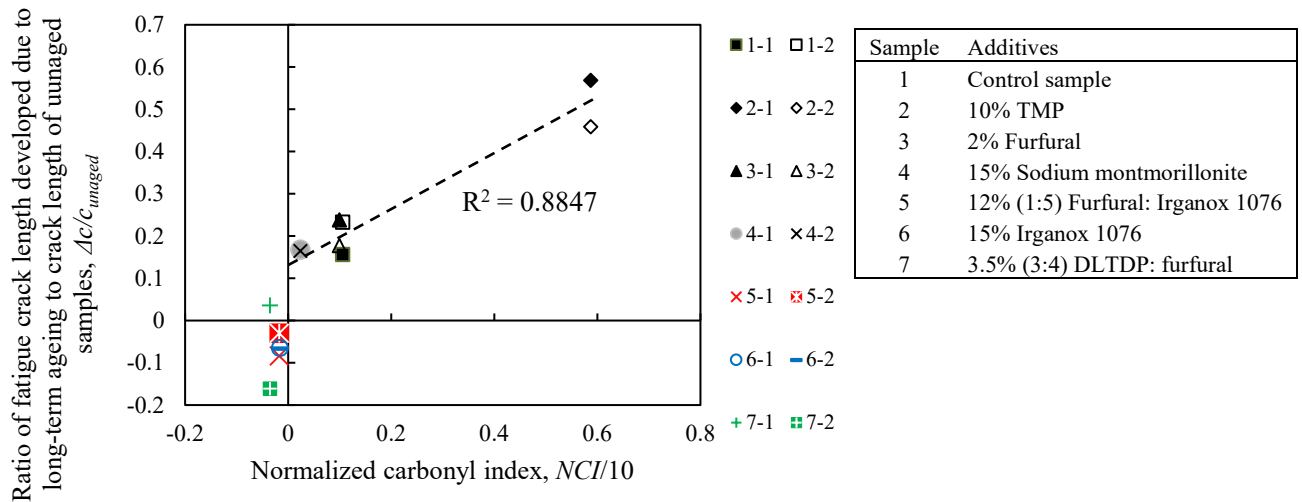 Ratio of fatigue crack length developed due to
long-term ageing to crack length of uunaged
samples, Δc/c_unaged
0.7
0.6
0.5
0.4
0.3
0.2
0.1
0
-0.1
-0.2
-0.2 0 0.2 0.4 0.6 0.8
Normalized carbonyl index, NCI/10
R² = 0.8847
1-1 1-2
2-1 2-2
3-1 3-2
4-1 4-2
5-1 5-2
6-1 6-2
7-1 7-2
Sample Additives
1 Control sample
2 10% TMP
3 2% Furfural
4 15% Sodium montmorillonite
5 12% (1:5) Furfural: Irganox 1076
6 15% Irganox 1076
7 3.5% (3:4) DLTDP: furfural